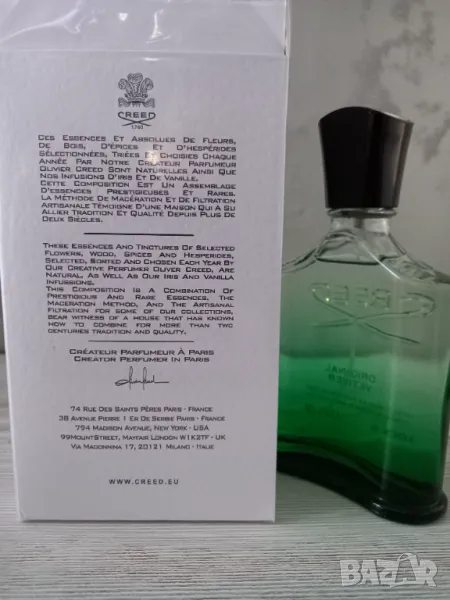 CREED
1760
CES ESSENCES ET ABSOLUES DE FLEURS,
DE BOIS, D'ÉPICES ET D'HESPÉRIDES
SÉLECTIONNÉES, TRIÉES ET CHOISIES CHAQUE
ANNÉE PAR NOTRE CRÉATEUR PARFUMEUR
OLIVIER CREED SONT NATURELLES AINSI QUE
NOS INFUSIONS D'IRIS ET DE VANILLE.
CETTE COMPOSITION EST UN ASSEMBLAGE
D'ESSENCES PRESTIGIEUSES ET RARES.
LA MÉTHODE DE MACÉRATION ET DE FILTRATION
ARTISANALE TÉMOIGNE D'UNE MAISON QUI A SU
ALLIER TRADITION ET QUALITÉ DEPUIS PLUS DE
DEUX SIÈCLES.
THESE ESSENCES AND TINCTURES OF SELECTED
FLOWERS, WOOD, SPICES AND HESPERIDES,
SELECTED, SORTED AND CHOSEN EACH YEAR BY
OUR CREATIVE PERFUMER OLIVIER CREED, ARE
NATURAL, AS WELL AS OUR IRIS AND VANILLA
INFUSSIONS.
THIS COMPOSITION IS A COMBINATION OF
PRESTIGIOUS AND RARE ESSENCES, THE
MACERATION METHOD, AND THE ARTISANAL
FILTRATION FOR SOME OF OUR COLLECTIONS,
BEAR WITNESS OF A HOUSE THAT HAS KNOWN
HOW TO COMBINE FOR MORE THAN TWO
CENTURIES TRADITION AND QUALITY.
CRÉATEUR PARFUMEUR À PARIS
CREATOR PERFUMER IN PARIS
74 RUE DES SAINTS PÈRES PARIS - FRANCE
38 AVENUE PIERRE 1 ER DE SERBIE PARIS - FRANCE
794 MADISON AVENUE, NEW YORK - USA
99MOUNTSTREET, MAYFAIR LONDON W1K2TF - UK
VIA MADONNINA 17, 20121 MILANO - ITALIE
WWW.CREED.EU
CREED
ORIGINAL
VETIVER
BAZAR.bg